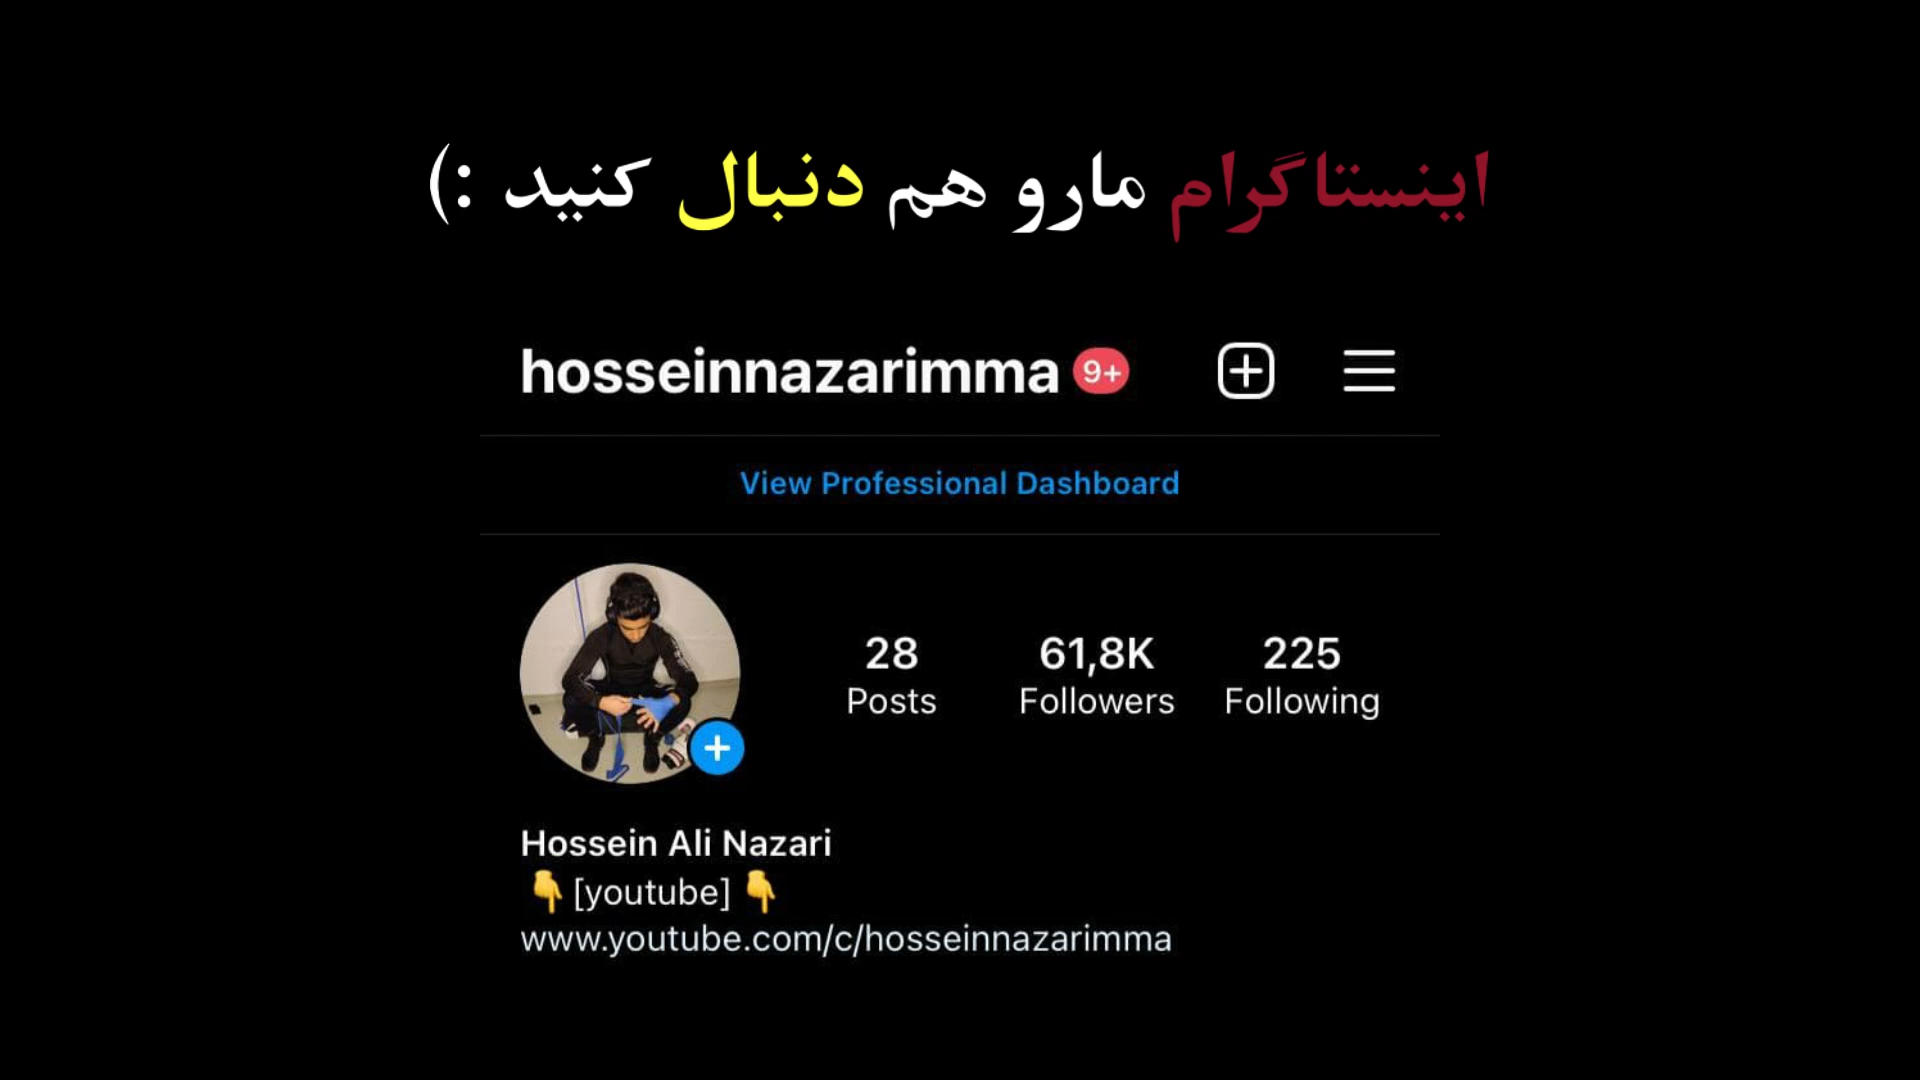 اینستاگرام مارو هم دنبال کنید :)
hosseinnazarimma 9+
View Professional Dashboard
28 61,8K 225
Posts Followers Following
Hossein Ali Nazari
👇[youtube]👇
www.youtube.com/c/hosseinnazarimma